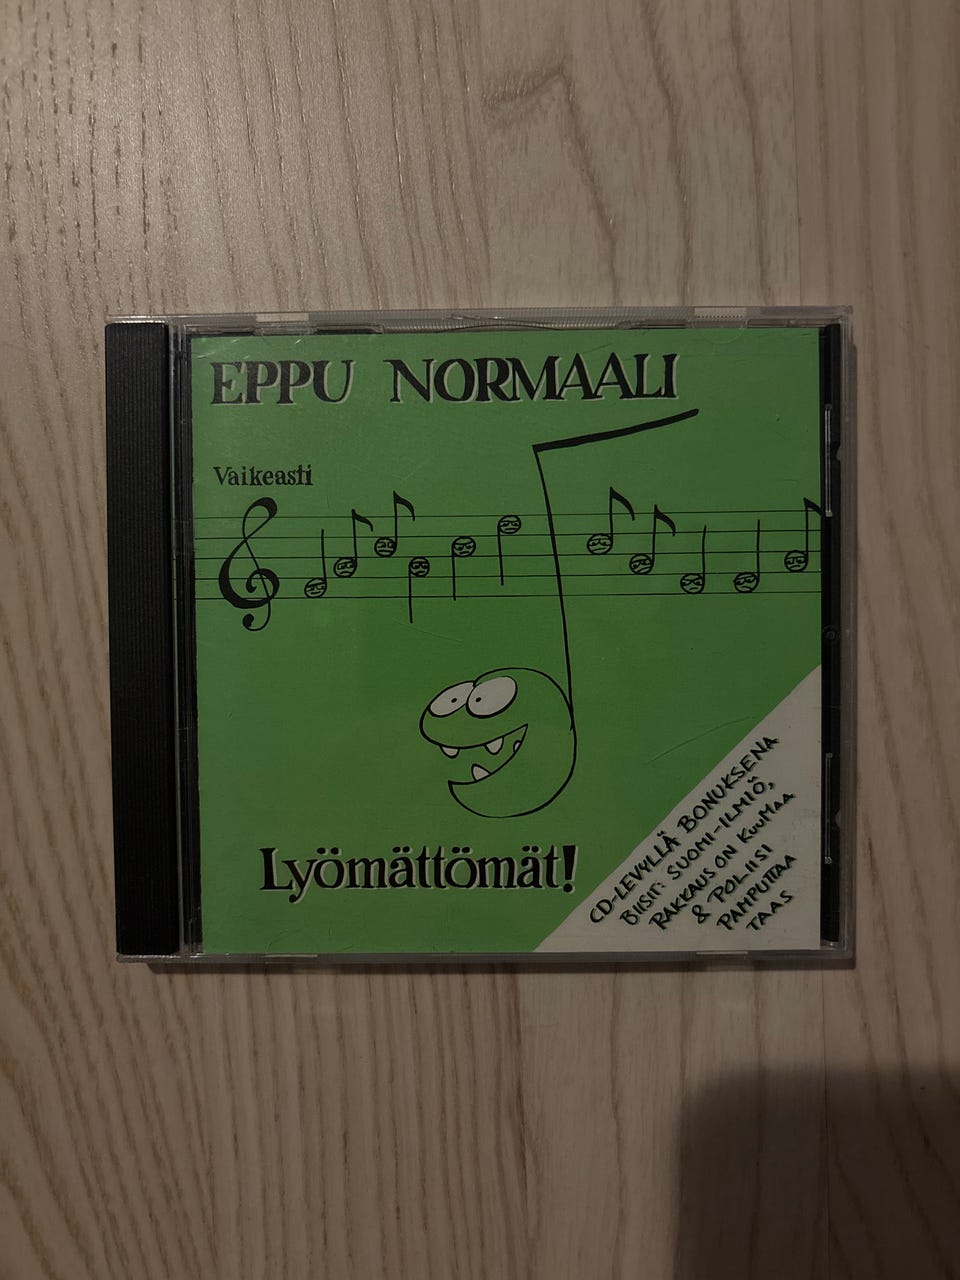 EPPU NORMAALI
Vaikeasti
Lyömättömät!
CD-LEVYLLÄ BONUKSENA
BIISIT: SUOMI-ILMIÖ,
RAKKAUS ON KUUMAA
& POLIISI
PAMPUTTAA
TAAS